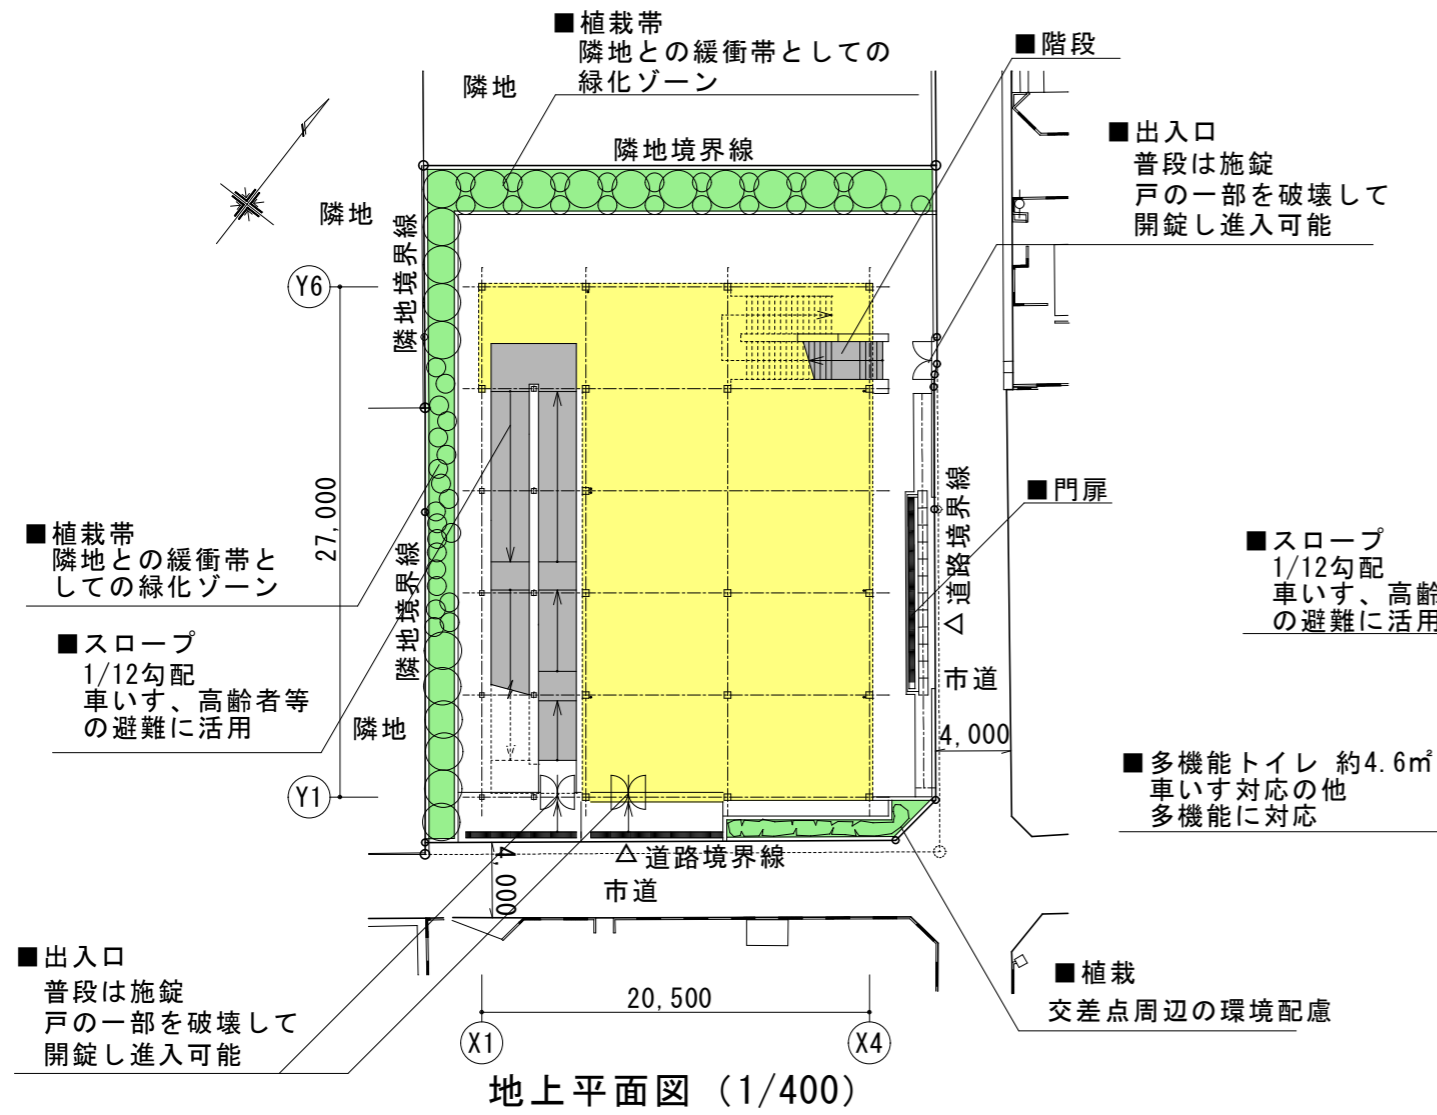 ■植栽帯
隣地との緩衝帯としての
緑化ゾーン
■階段
隣地
■出入口
普段は施錠
戸の一部を破壊して
開錠し進入可能
隣地境界線
隣地
隣地境界線
Y6
27,000
■門扉
道路境界線
■植栽帯
隣地との緩衝帯と
しての緑化ゾーン
隣地境界線
■スロープ
1/12勾配
車いす、高齢
の避難に活用
■スロープ
1/12勾配
車いす、高齢者等
の避難に活用
市道
隣地
4,000
■多機能トイレ 約4.6㎡
車いす対応の他
多機能に対応
Y1
道路境界線
4,000
市道
■出入口
普段は施錠
戸の一部を破壊して
開錠し進入可能
■植栽
交差点周辺の環境配慮
20,500
X1
X4
地上平面図（1/400）